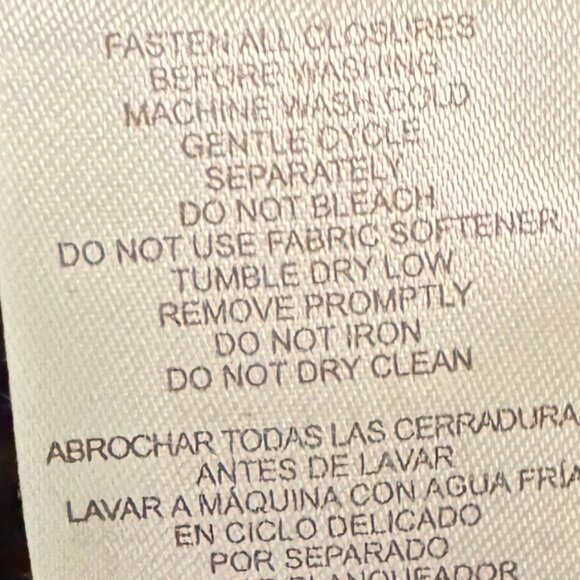 FASTEN ALL CLOSURES
BEFORE WASHING
MACHINE WASH COLD
GENTLE CYCLE
SEPARATELY
DO NOT BLEACH
DO NOT USE FABRIC SOFTENER
TUMBLE DRY LOW
REMOVE PROMPTLY
DO NOT IRON
DO NOT DRY CLEAN
ABROCHAR TODAS LAS CERRADURA
ANTES DE LAVAR
LAVAR A MÁQUINA CON AGUA FRÍA
EN CICLO DELICADO
POR SEPARADO
BLANQUEADOR